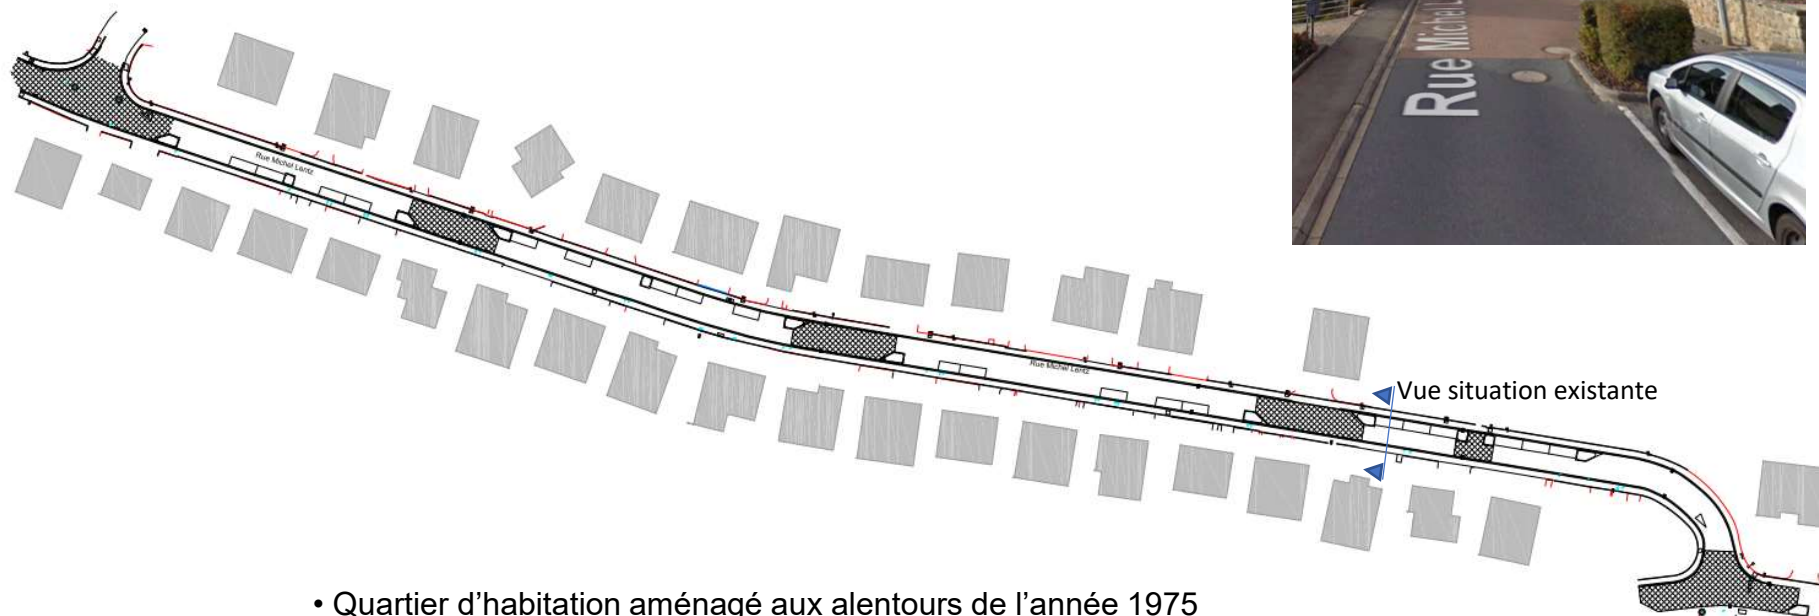 Rue Michel L
Rue Michel Lentz
Rue Michel Lentz
Vue situation existante
• Quartier d'habitation aménagé aux alentours de l'année 1975